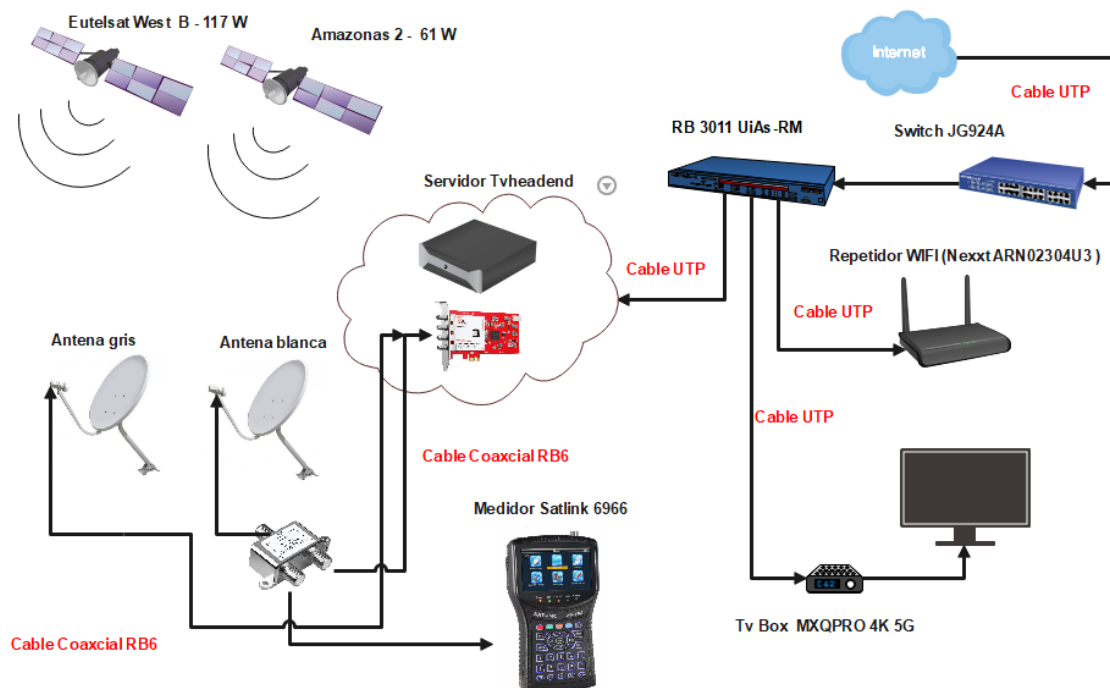 Eutelsat West B - 117 W
Amazonas 2 - 61 W
Internet
Cable UTP
RB 3011 UiAs-RM
Switch JG924A
Servidor Tvheadend
Cable UTP
Repetidor WIFI (Nexxt ARN02304U3 )
Cable UTP
Antena gris
Antena blanca
Cable UTP
Cable Coaxcial RB6
Medidor Satlink 6966
Cable Coaxcial RB6
Tv Box MXQPRO 4K 5G